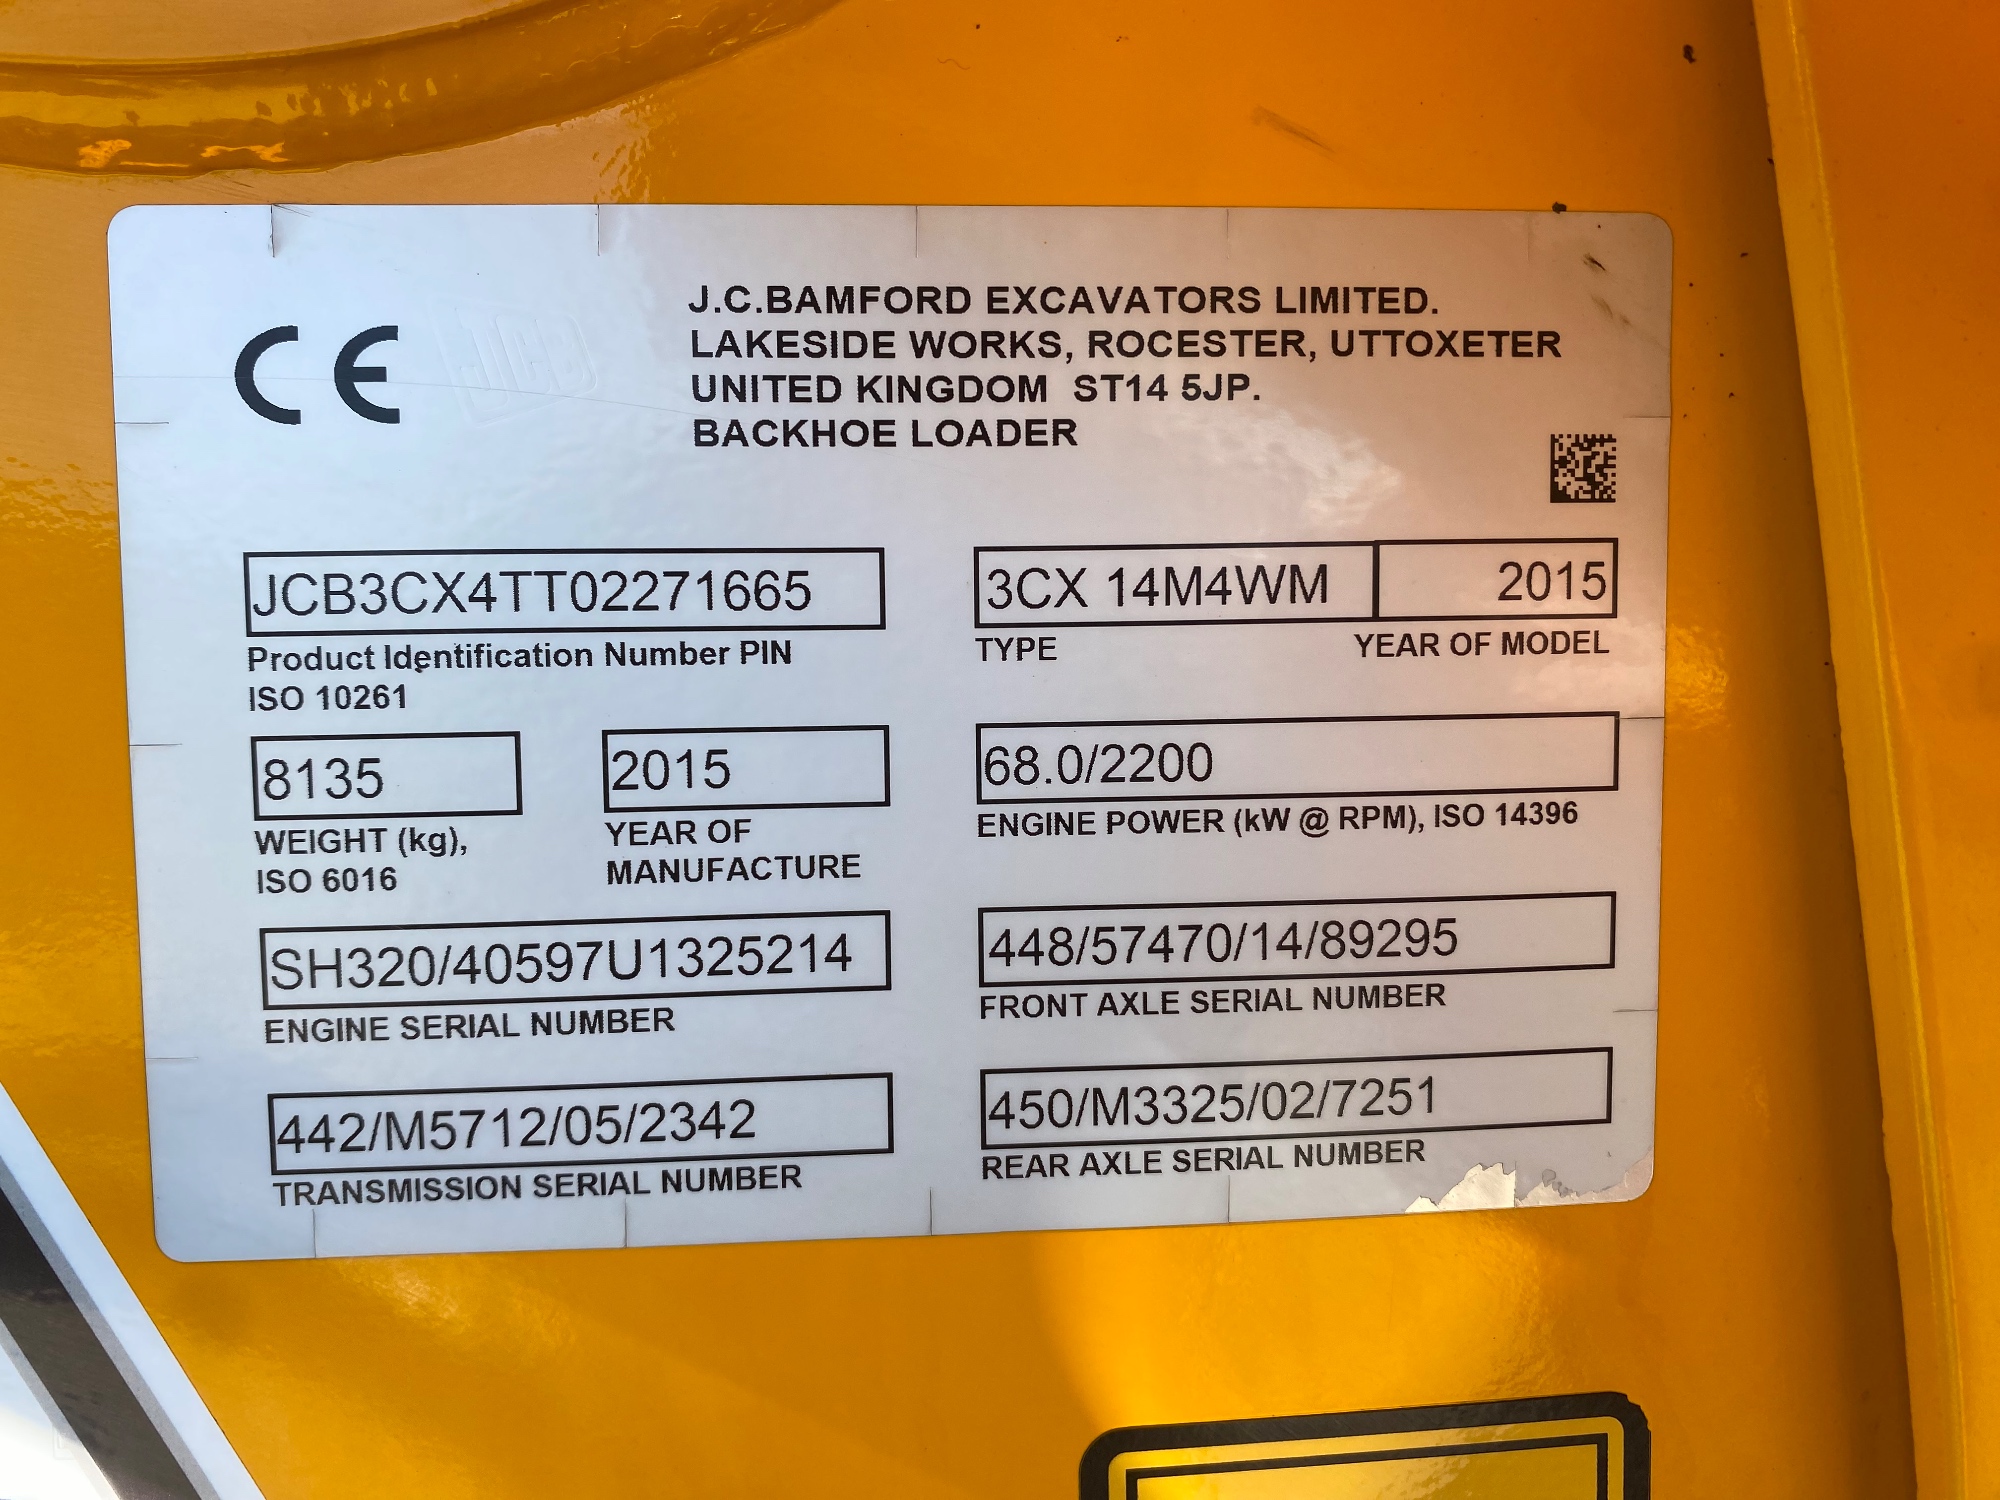 CE
JCB
J.C.BAMFORD EXCAVATORS LIMITED.
LAKESIDE WORKS, ROCESTER, UTTOXETER
UNITED KINGDOM  ST14 5JP.
BACKHOE LOADER
JCB3CX4TT02271665
Product Identification Number PIN
ISO 10261
3CX 14M4WM
2015
TYPE
YEAR OF MODEL
8135
WEIGHT (kg),
ISO 6016
2015
YEAR OF
MANUFACTURE
68.0/2200
ENGINE POWER (kW @ RPM), ISO 14396
SH320/40597U1325214
ENGINE SERIAL NUMBER
448/57470/14/89295
FRONT AXLE SERIAL NUMBER
442/M5712/05/2342
TRANSMISSION SERIAL NUMBER
450/M3325/02/7251
REAR AXLE SERIAL NUMBER